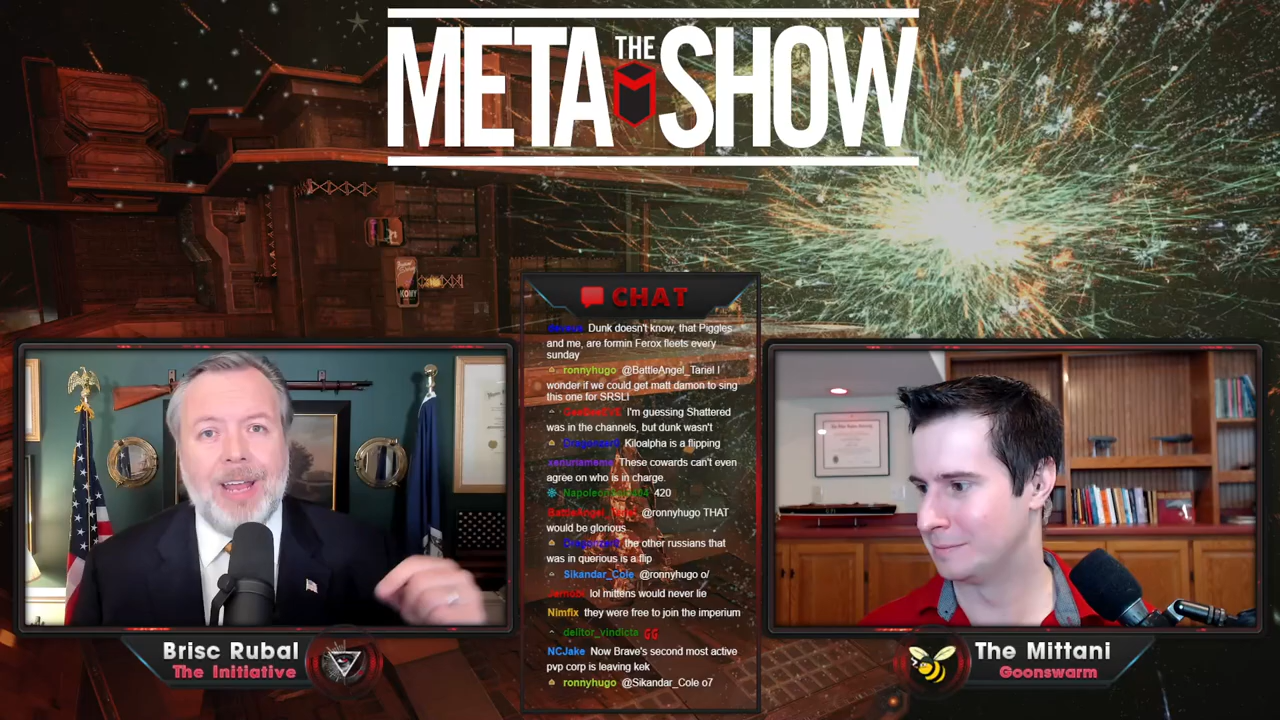 META THE SHOW
CHAT
Dunk doesn't know, that Piggles
and me, are formin Ferox fleets every
sunday
ronnyhugo @BattleAngel_Tariel I
wonder if we could get matt damon to sing
this one for SRSLI
I'm guessing Shattered
was in the channels, but dunk wasn't
Kiloalpha is a flipping
These cowards can't even
agree on who is in charge.
420
@ronnyhugo THAT
would be glorious
the other russians that
was in querious is a flip
Sikandar_Cole @ronnyhugo o/
lol mittens would never lie
Nimfix they were free to join the imperium
delitor_vindicta GG
NCJake Now Brave's second most active
pvp corp is leaving kek
ronnyhugo @Sikandar_Cole o7
Brisc Rubal
The Initiative
The Mittani
Goonswarm